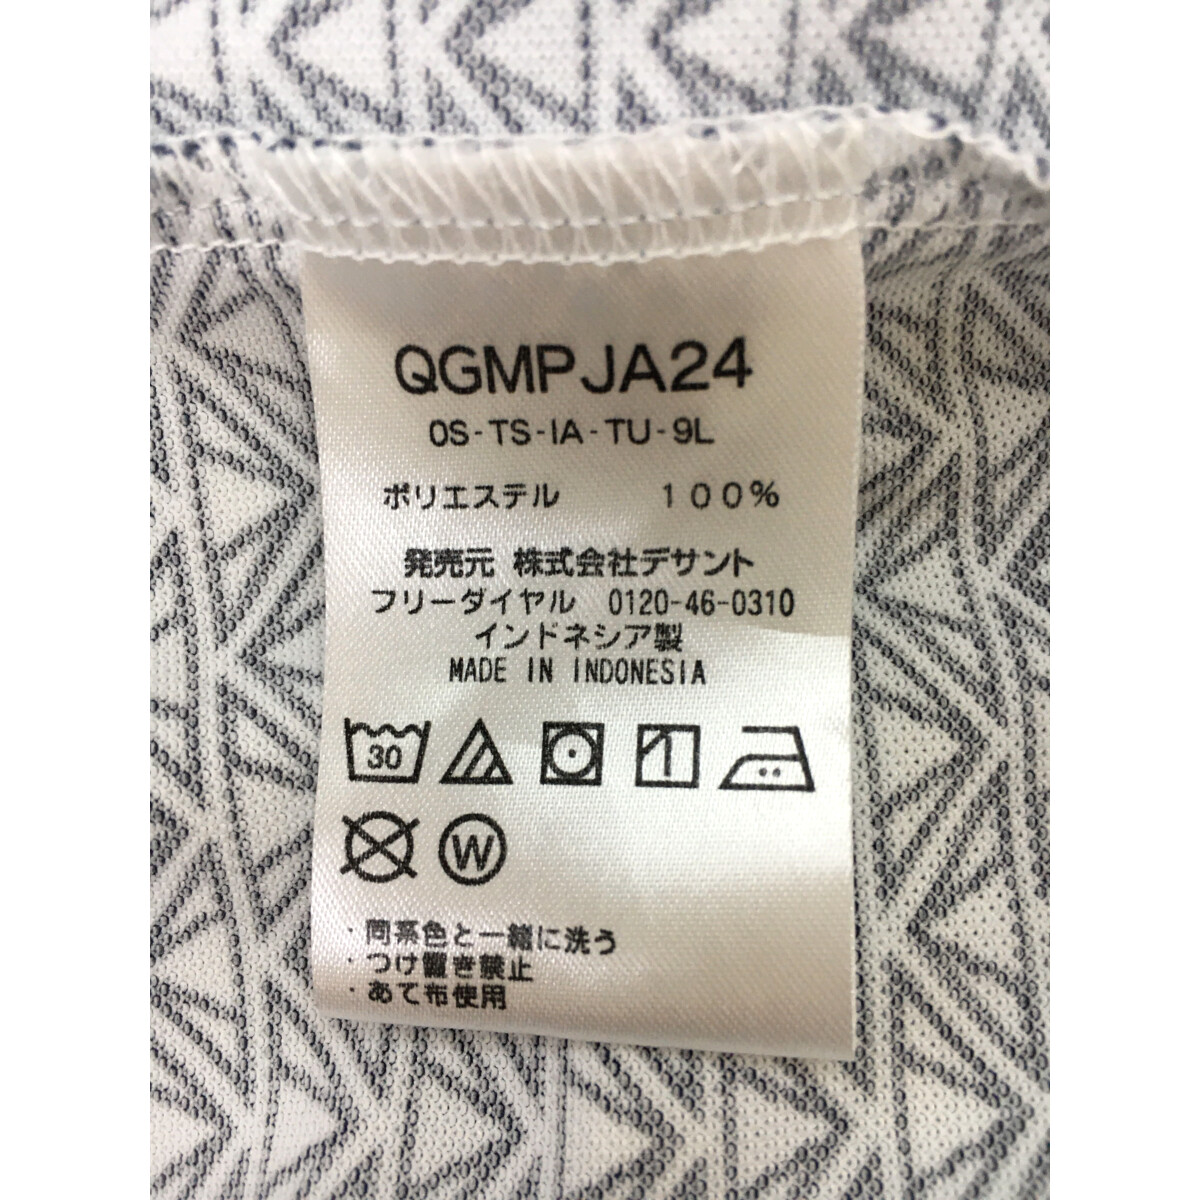 QGMPJA24
0S-TS-IA-TU-9L
ポリエステル 100%
発売元 株式会社デサント
フリーダイヤル 0120-46-0310
インドネシア製
MADE IN INDONESIA
30
W
・同系色と一緒に洗う
・つけ置き禁止
・あて布使用